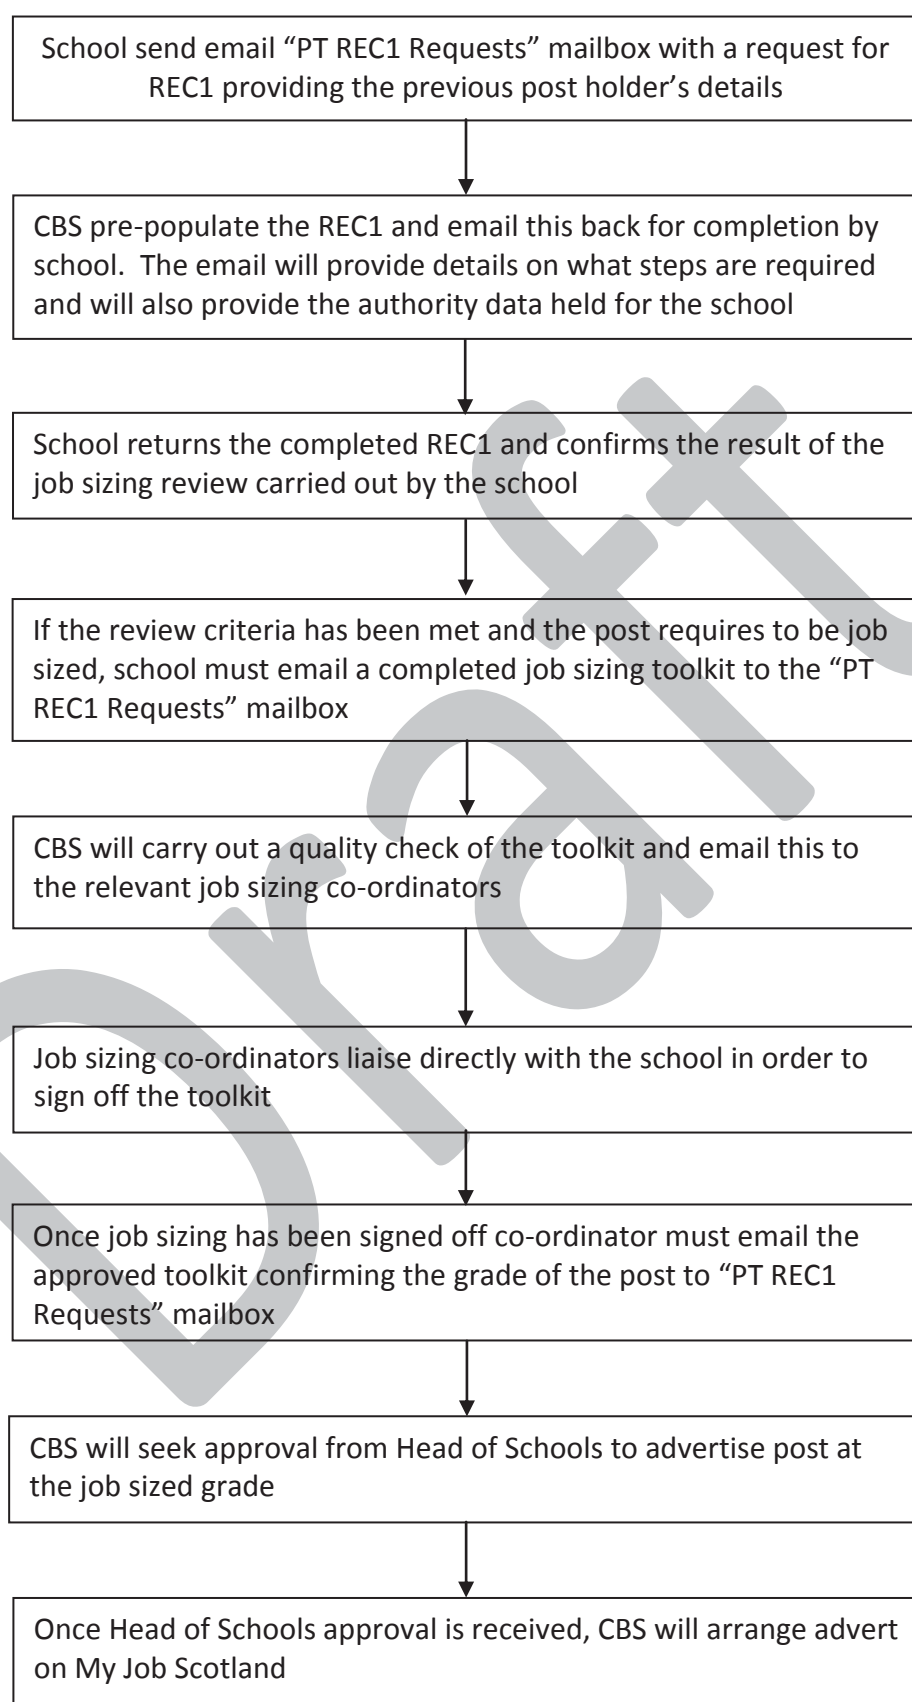 School send email “PT REC1 Requests” mailbox with a request for
REC1 providing the previous post holder’s details
CBS pre-populate the REC1 and email this back for completion by
school.  The email will provide details on what steps are required
and will also provide the authority data held for the school
School returns the completed REC1 and confirms the result of the
job sizing review carried out by the school
If the review criteria has been met and the post requires to be job
sized, school must email a completed job sizing toolkit to the “PT
REC1 Requests” mailbox
CBS will carry out a quality check of the toolkit and email this to
the relevant job sizing co-ordinators
Job sizing co-ordinators liaise directly with the school in order to
sign off the toolkit
Once job sizing has been signed off co-ordinator must email the
approved toolkit confirming the grade of the post to “PT REC1
Requests” mailbox
CBS will seek approval from Head of Schools to advertise post at
the job sized grade
Once Head of Schools approval is received, CBS will arrange advert
on My Job Scotland
Draft